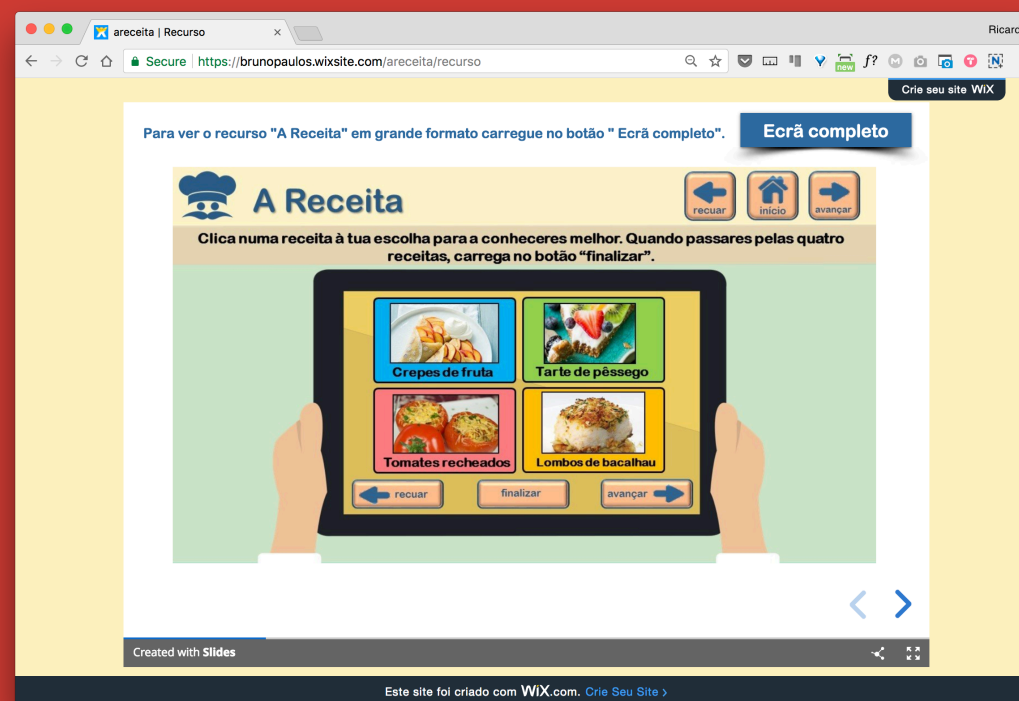 Ricard
areceita | Recurso
Secure https://brunopaulos.wixsite.com/areceita/recurso
new
f?
Crie seu site WiX
Para ver o recurso "A Receita" em grande formato carregue no botão " Ecrã completo".
Ecrã completo
A Receita
recuar
início
avançar
Clica numa receita à tua escolha para a conheceres melhor. Quando passares pelas quatro
receitas, carrega no botão “finalizar”.
Crepes de fruta
Tarte de pêssego
Tomates recheados
Lombos de bacalhau
recuar
finalizar
avançar
Created with Slides
Este site foi criado com WiX.com. Crie Seu Site >